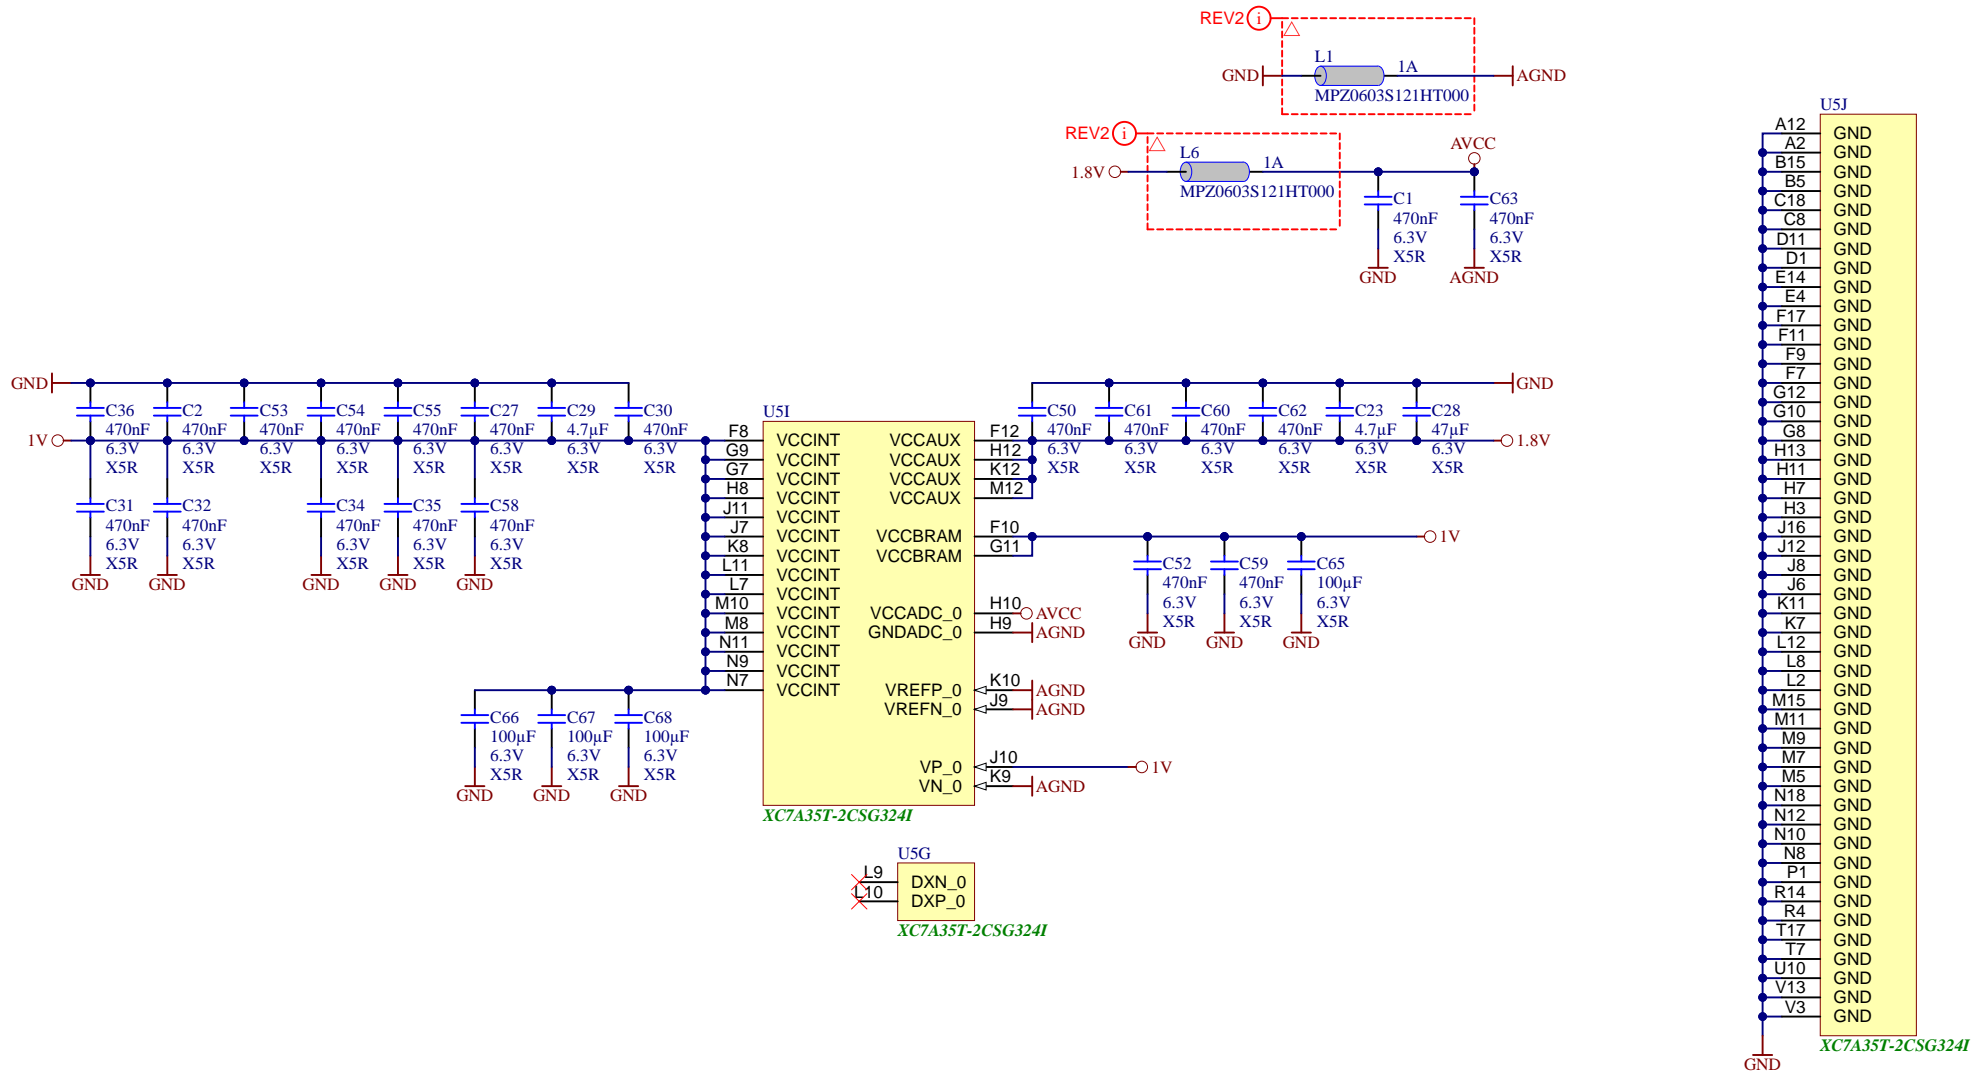 REV2 i
L1
1A
GND
AGND
MPZ0603S121HT000
REV2 i
L6
1A
1.8V
MPZ0603S121HT000
AVCC
C1
470nF
6.3V
X5R
GND
C63
470nF
6.3V
X5R
AGND
GND
1V
C36
470nF
6.3V
X5R
C2
470nF
6.3V
X5R
C53
470nF
6.3V
X5R
C54
470nF
6.3V
X5R
C55
470nF
6.3V
X5R
C27
470nF
6.3V
X5R
C29
4.7µF
6.3V
X5R
C30
470nF
6.3V
X5R
C31
470nF
6.3V
X5R
GND
C32
470nF
6.3V
X5R
GND
C34
470nF
6.3V
X5R
GND
C35
470nF
6.3V
X5R
GND
C58
470nF
6.3V
X5R
GND
C66
100µF
6.3V
X5R
GND
C67
100µF
6.3V
X5R
GND
C68
100µF
6.3V
X5R
GND
U5I
F8 VCCINT
G9 VCCINT
G7 VCCINT
H8 VCCINT
J11 VCCINT
J7 VCCINT
K8 VCCINT
L11 VCCINT
L7 VCCINT
M10 VCCINT
M8 VCCINT
N11 VCCINT
N9 VCCINT
N7 VCCINT
VCCAUX F12
VCCAUX H12
VCCAUX K12
VCCAUX M12
VCCBRAM F10
VCCBRAM G11
VCCADC_0 H10 AVCC
GNDADC_0 H9 AGND
VREFP_0 K10 AGND
VREFN_0 J9 AGND
VP_0 J10 1V
VN_0 K9 AGND
XC7A35T-2CSG324I
C50
470nF
6.3V
X5R
C61
470nF
6.3V
X5R
C60
470nF
6.3V
X5R
C62
470nF
6.3V
X5R
C23
4.7µF
6.3V
X5R
C28
47µF
6.3V
X5R
GND
1.8V
1V
C52
470nF
6.3V
X5R
GND
C59
470nF
6.3V
X5R
GND
C65
100µF
6.3V
X5R
GND
U5G
L9 DXN_0
L10 DXP_0
XC7A35T-2CSG324I
U5J
A12 GND
A2 GND
B15 GND
B5 GND
C18 GND
C8 GND
D11 GND
D1 GND
E14 GND
E4 GND
F17 GND
F11 GND
F9 GND
F7 GND
G12 GND
G10 GND
G8 GND
H13 GND
H11 GND
H7 GND
H3 GND
J16 GND
J12 GND
J8 GND
J6 GND
K11 GND
K7 GND
L12 GND
L8 GND
L2 GND
M15 GND
M11 GND
M9 GND
M7 GND
M5 GND
N18 GND
N12 GND
N10 GND
N8 GND
P1 GND
R14 GND
R4 GND
T17 GND
T7 GND
U10 GND
V13 GND
V3 GND
XC7A35T-2CSG324I
GND